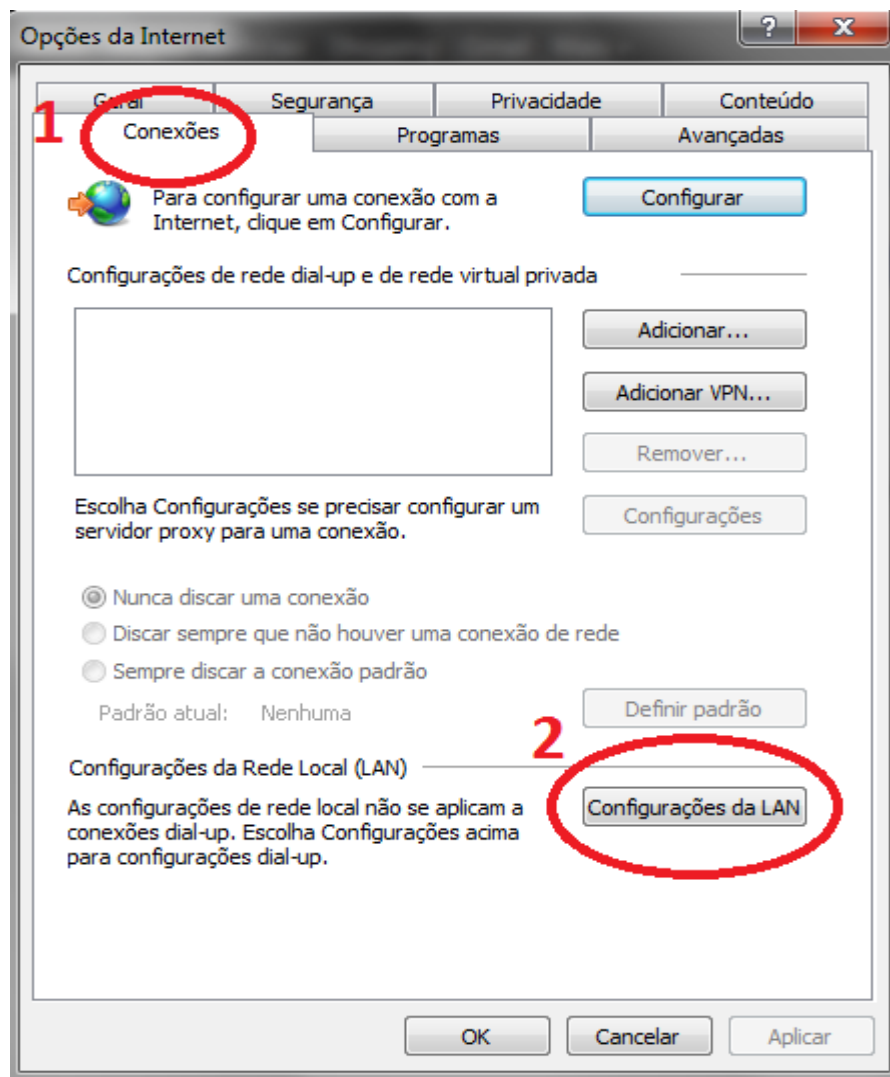 Opções da Internet
?
X
Geral
Segurança
Privacidade
Conteúdo
1
Conexões
Programas
Avançadas
Para configurar uma conexão com a
Internet, clique em Configurar.
Configurar
Configurações de rede dial-up e de rede virtual privada
Adicionar...
Adicionar VPN...
Remover...
Escolha Configurações se precisar configurar um
servidor proxy para uma conexão.
Configurações
Nunca discar uma conexão
Discar sempre que não houver uma conexão de rede
Sempre discar a conexão padrão
Padrão atual: Nenhuma
Definir padrão
2
Configurações da Rede Local (LAN)
As configurações de rede local não se aplicam a
conexões dial-up. Escolha Configurações acima
para configurações dial-up.
Configurações da LAN
OK
Cancelar
Aplicar